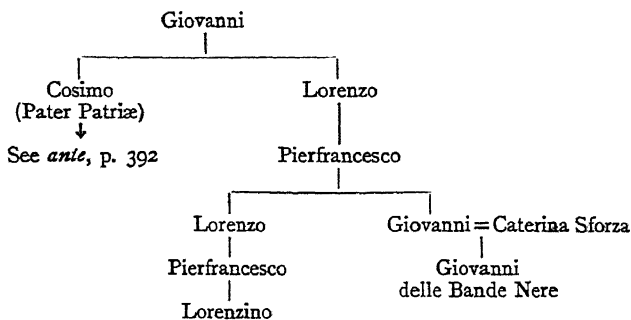 Giovanni
Cosimo Lorenzo
(Pater Patriæ)
See ante, p. 392 Pierfrancesco
Lorenzo Giovanni=Caterina Sforza
Pierfrancesco Giovanni
delle Bande Nere
Lorenzino